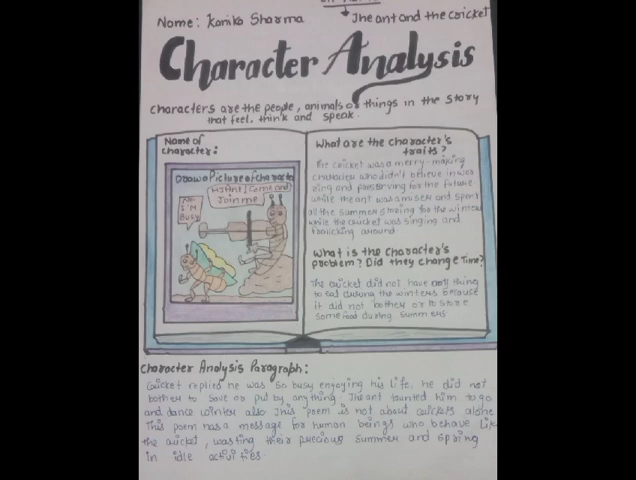 Name: Kanika Sharma
The ant and the cricket
Character Analysis
Characters are the people, animals or things in the story
that feel, think and speak.
Name of
character:
Draw a Picture of character
Hi Ant! Come and
Join me
No
I'M
Busy
What are the character's
traits?
The cricket was a merry-making
character who didn't believe in
and preserving for the future
while the ant was a miser and spent
all the summer storing for the winter
while the cricket was singing and
frolicking around
What is the character's
problem? Did they change Time?
The cricket did not have thing
to eat during the winters because
it did not bother to store
some food during summers
Character Analysis Paragraph:
Cricket replied he was so busy enjoying his life, he did not
bother to save or put by anything. The ant taunted him to go
and dance winter also This poem is not about crickets alone
This poem has a message for human beings who behave lik
the cricket, wasting their precious summer and spring
in idle activities.